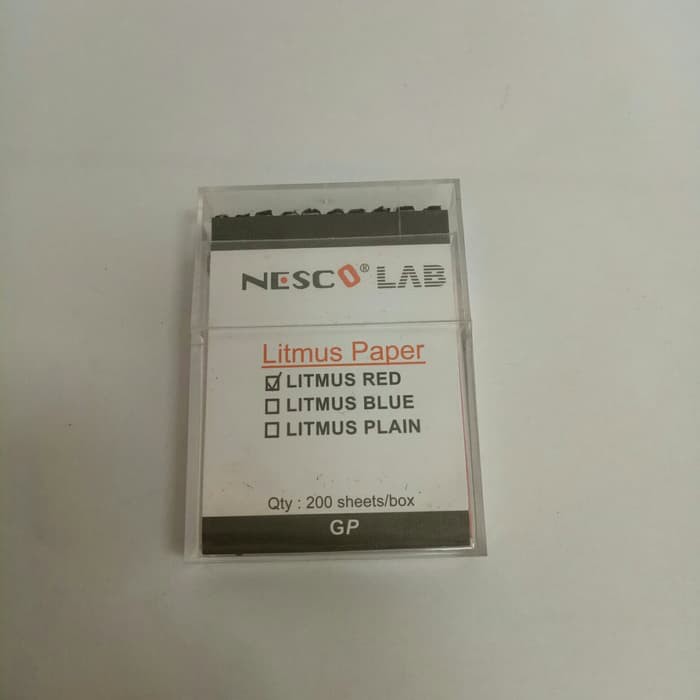 NESCO® LAB
Litmus Paper
☑ LITMUS RED
☐ LITMUS BLUE
☐ LITMUS PLAIN
Qty : 200 sheets/box
GP